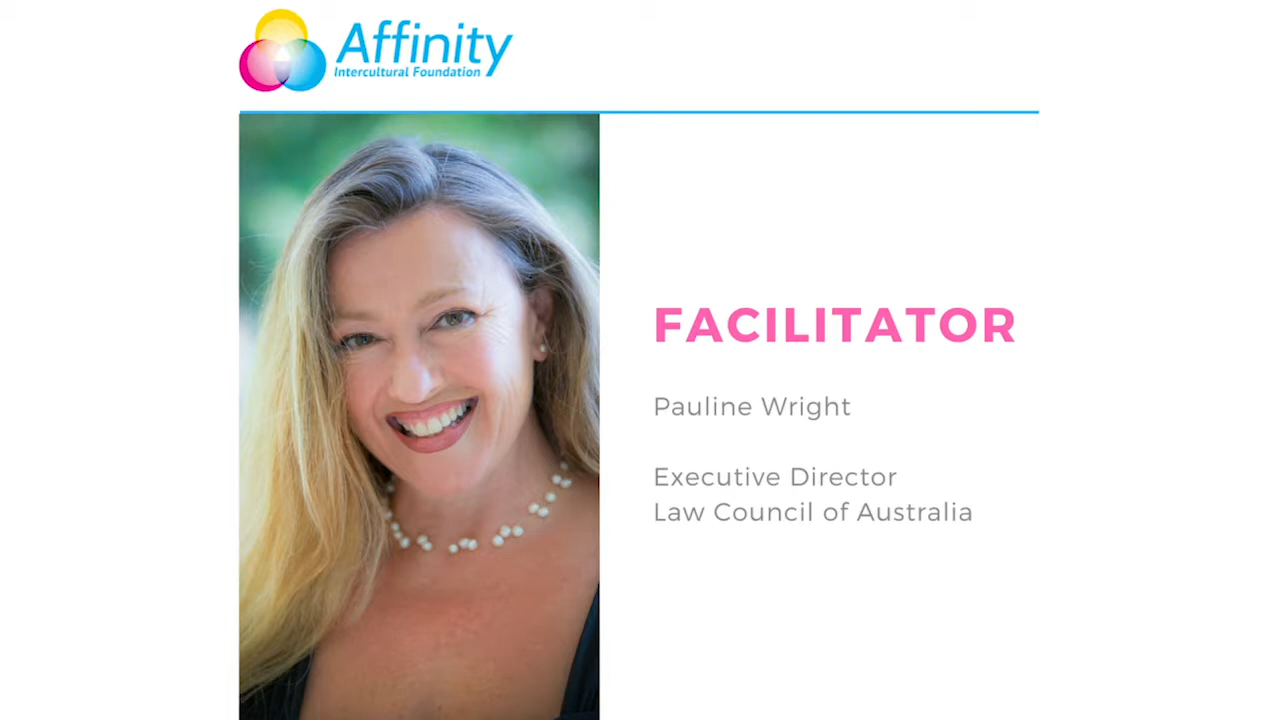 Affinity
Intercultural Foundation
FACILITATOR
Pauline Wright
Executive Director
Law Council of Australia